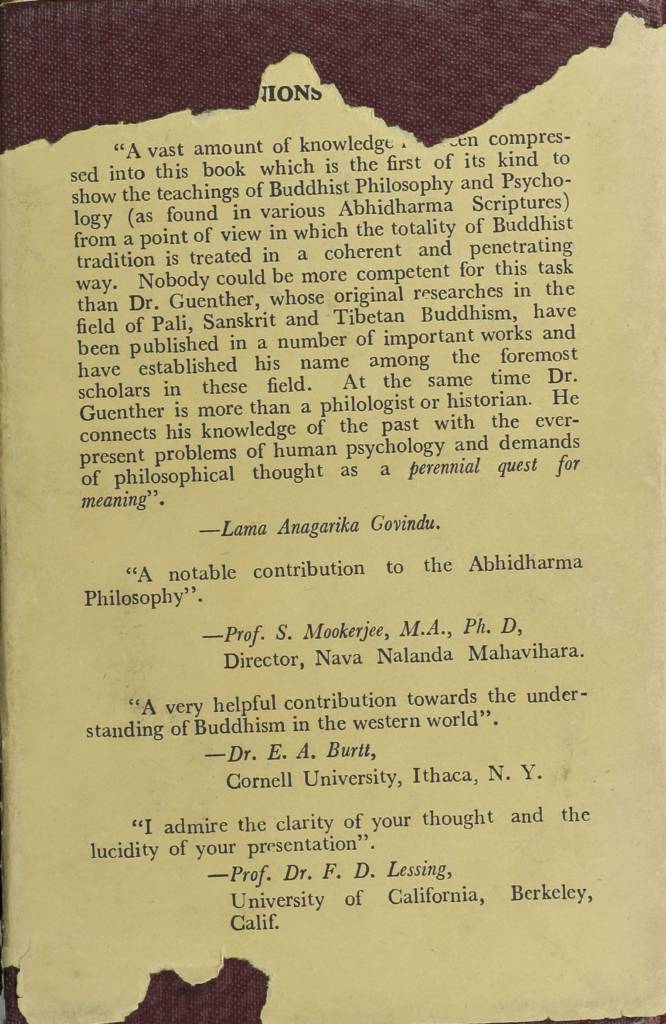 “A vast amount of knowledge compres-
sed into this book which is the first of its kind to
show the teachings of Buddhist Philosophy and Psycho-
logy (as found in various Abhidharma Scriptures)
from a point of view in which the totality of Buddhist
tradition is treated in a coherent and penetrating
way. Nobody could be more competent for this task
than Dr. Guenther, whose original researches in the
field of Pali, Sanskrit and Tibetan Buddhism, have
been published in a number of important works and
have established his name among the foremost
scholars in these field. At the same time Dr.
Guenther is more than a philologist or historian. He
connects his knowledge of the past with the ever-
present problems of human psychology and demands
of philosophical thought as a perennial quest for
meaning”.
—Lama Anagarika Govindu.
“A notable contribution to the Abhidharma
Philosophy”.
—Prof. S. Mookerjee, M.A., Ph. D,
Director, Nava Nalanda Mahavihara.
“A very helpful contribution towards the under-
standing of Buddhism in the western world”.
—Dr. E. A. Burtt,
Cornell University, Ithaca, N. Y.
“I admire the clarity of your thought and the
lucidity of your presentation”.
—Prof. Dr. F. D. Lessing,
University of California, Berkeley,
Calif.